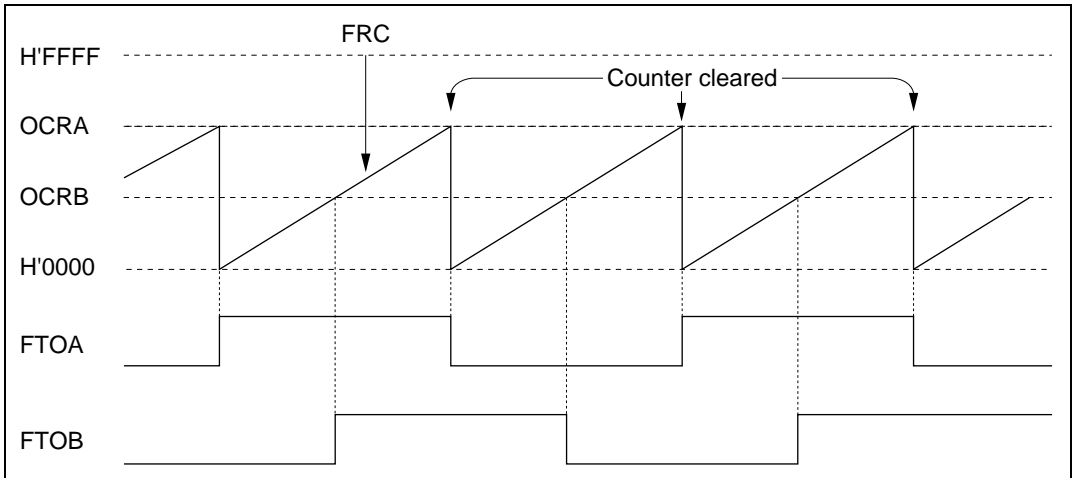 FRC
H'FFFF
Counter cleared
OCRA
OCRB
H'0000
FTOA
FTOB